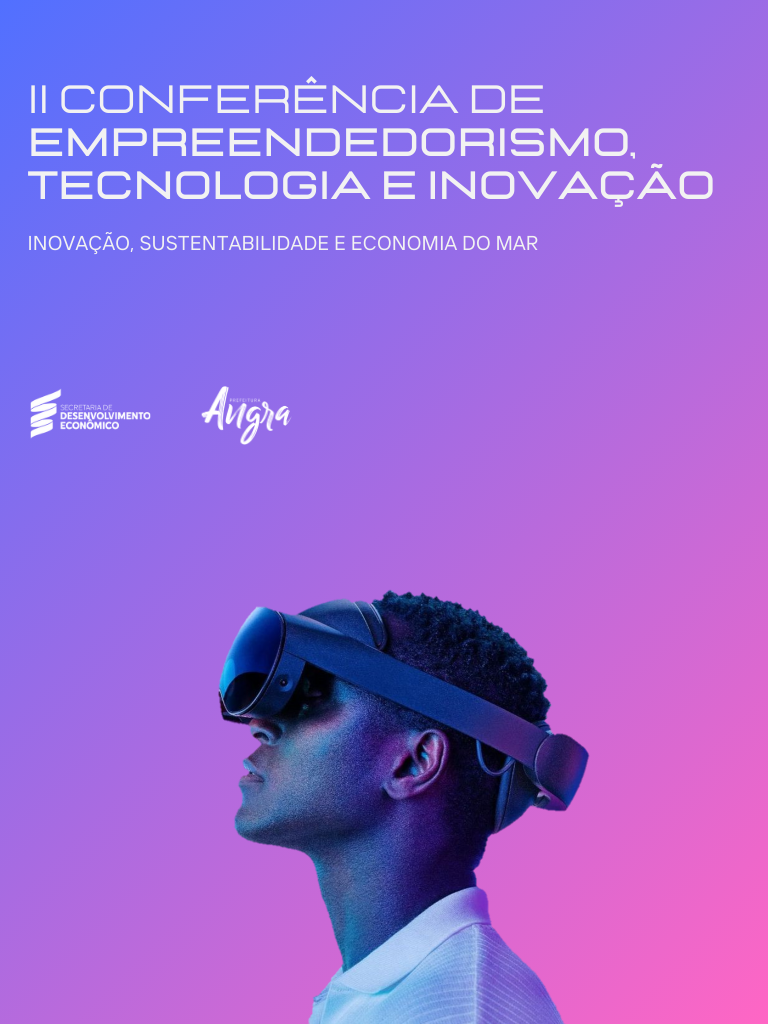 II CONFERÊNCIA DE
EMPREENDEDORISMO,
TECNOLOGIA E INOVAÇÃO
INOVAÇÃO, SUSTENTABILIDADE E ECONOMIA DO MAR
SECRETARIA DE
DESENVOLVIMENTO
ECONÔMICO
PREFEITURA
Angra